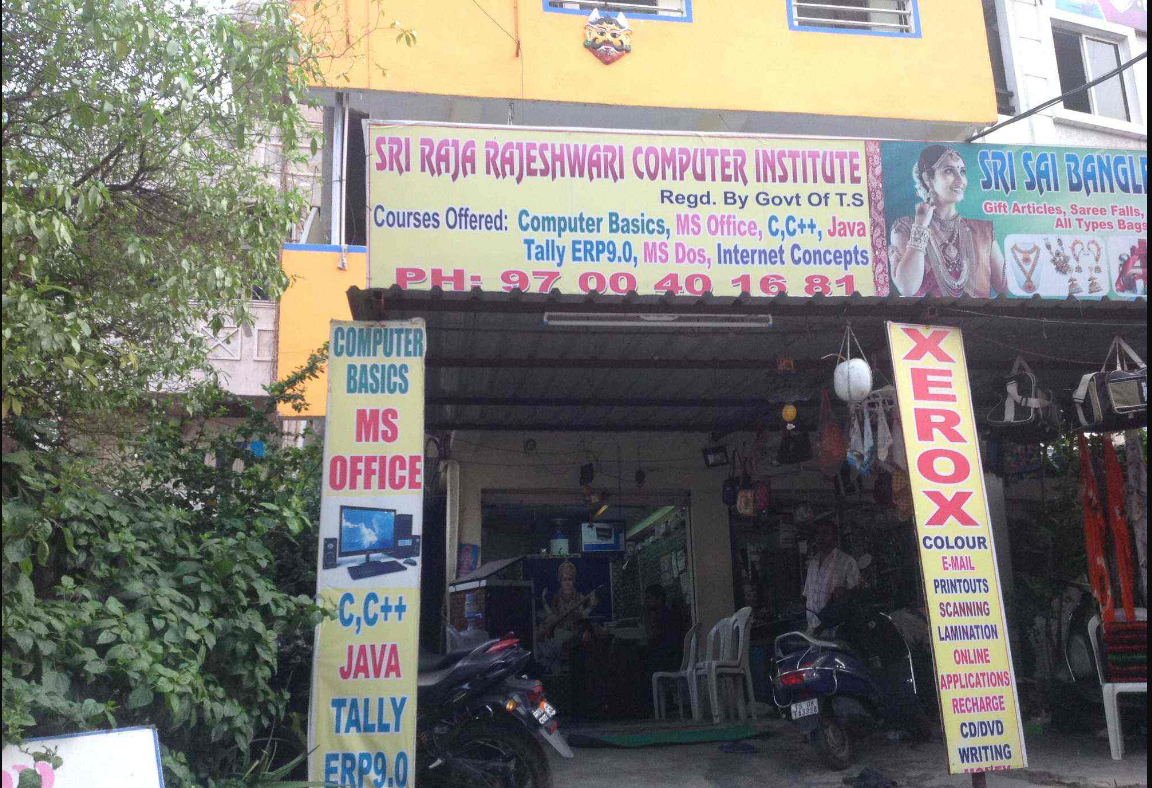 SRI RAJA RAJESHWARI COMPUTER INSTITUTE
Regd. By Govt Of T.S
Courses Offered: Computer Basics, MS Office, C,C++, Java
Tally ERP9.0, MS Dos, Internet Concepts
PH: 97 00 40 16 81
SRI SAI BANGLE
Gift Articles, Saree Falls,
All Types Bags
COMPUTER
BASICS
MS
OFFICE
C,C++
JAVA
TALLY
ERP9.0
XEROX
COLOUR
E-MAIL
PRINTOUTS
SCANNING
LAMINATION
ONLINE
APPLICATIONS
RECHARGE
CD/DVD
WRITING
MONEY